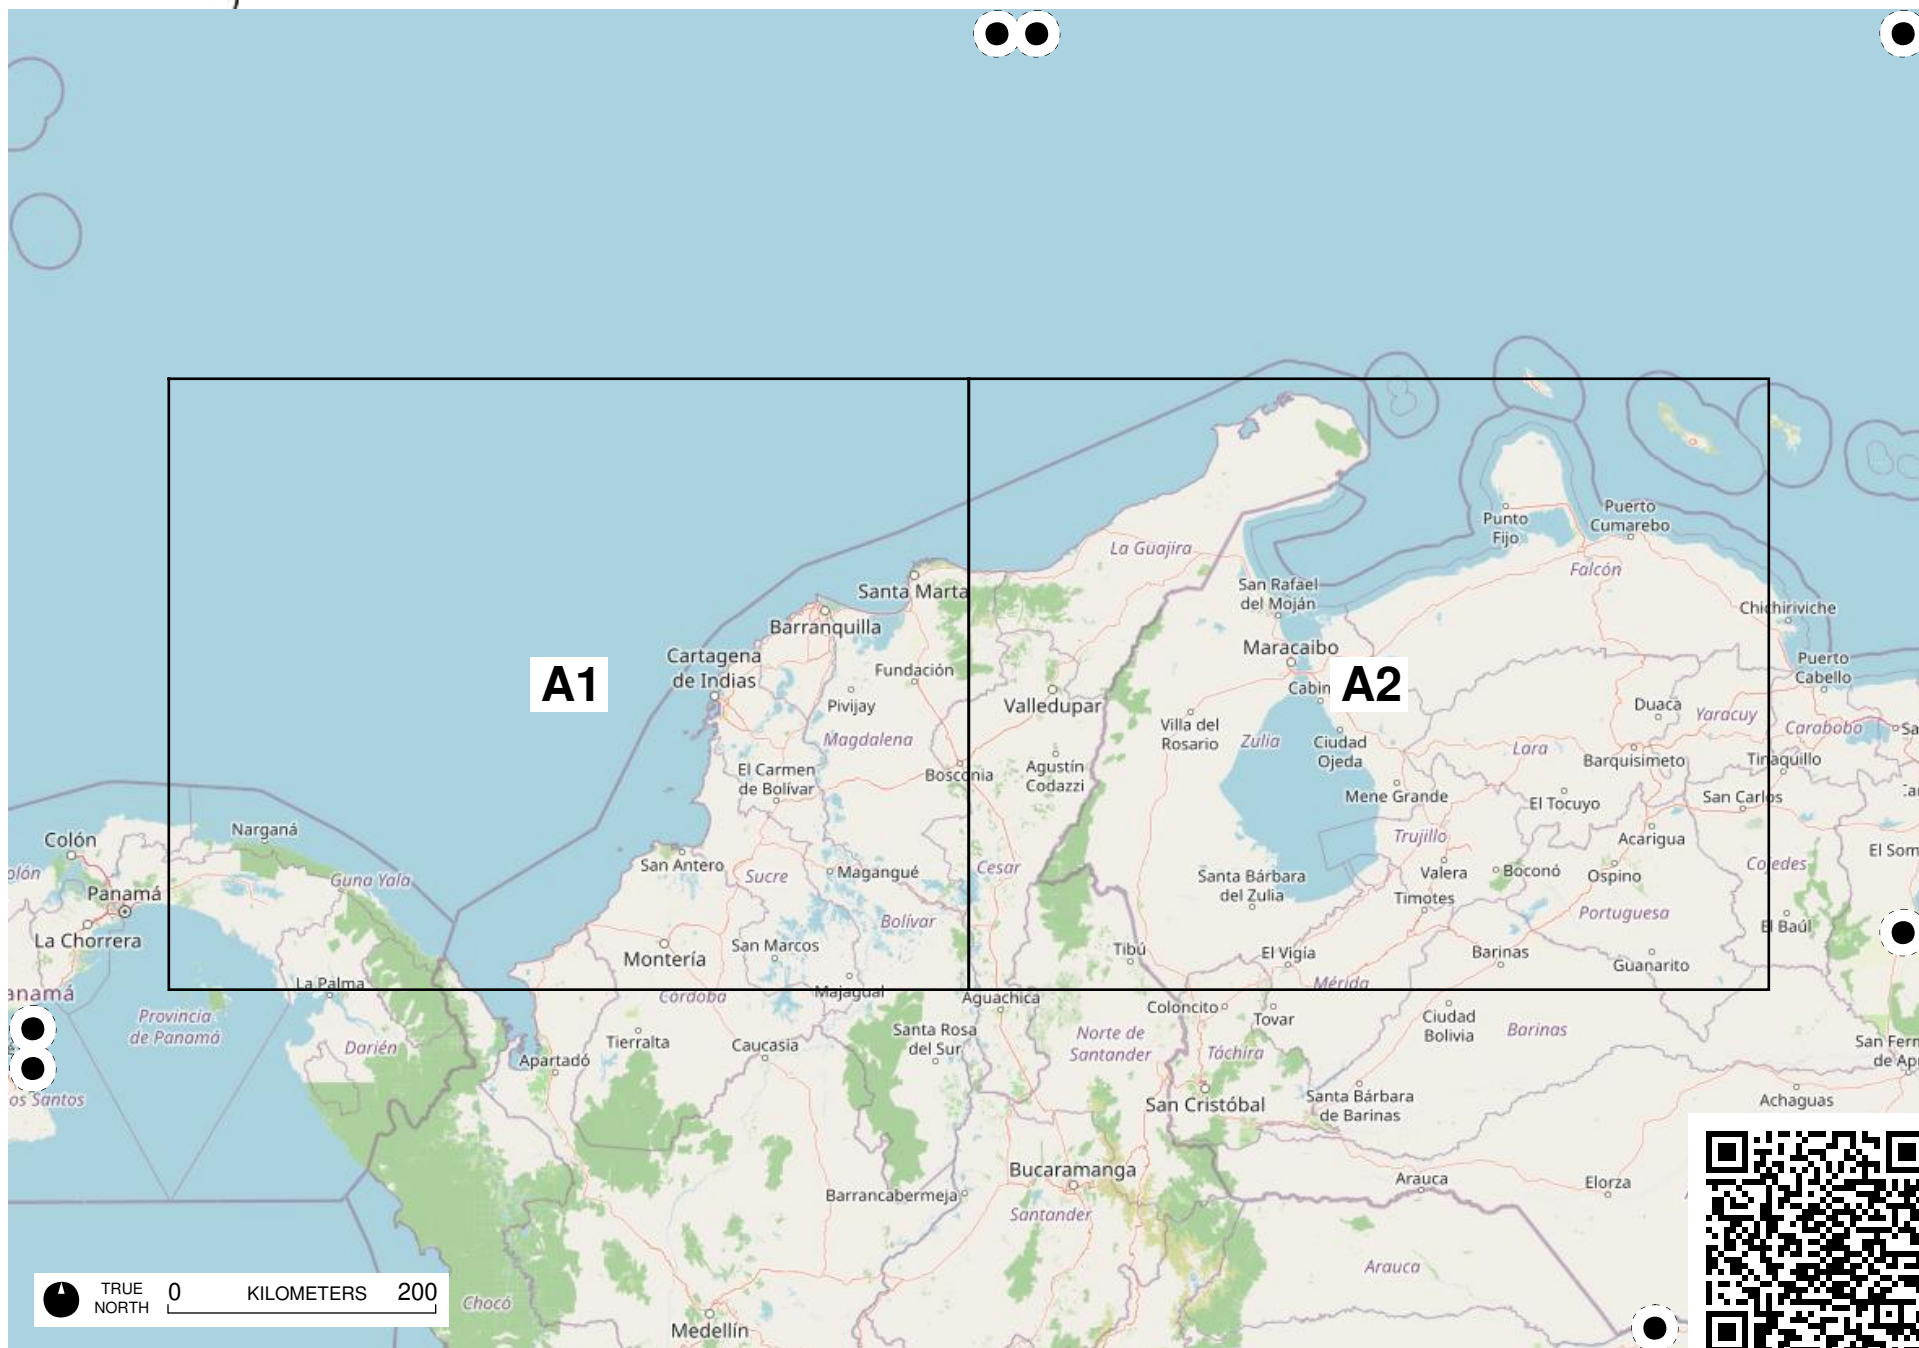 Santa Marta
Barranquilla
Cartagena
de Indias
Fundación
Pivijay
Magdalena
El Carmen
de Bolívar
Bosconia
A1
San Antero
Sucre
Magangué
Bolívar
Montería
San Marcos
Majagual
Córdoba
Narganá
Guna Yala
Colón
Panamá
La Chorrera
La Palma
Provincia
de Panamá
Darién
Apartadó
Tierralta
Caucasia
Santa Rosa
del Sur
Aguachica
La Guajira
San Rafael
del Moján
Maracaibo
A2
Valledupar
Villa del
Rosario
Zulia
Ciudad
Ojeda
Agustín
Codazzi
Cesar
Mene Grande
Trujillo
Valera
Timotes
Santa Bárbara
del Zulia
Tibú
El Vigía
Mérida
Punto
Fijo
Puerto
Cumarebo
Falcón
Chichiriviche
Puerto
Cabello
Duaca
Yaracuy
Carabobo
Lara
Barquisimeto
Tinaquillo
El Tocuyo
San Carlos
Acarigua
Cojedes
Boconó
Ospino
Portuguesa
El Baúl
Barinas
Guanarito
Coloncito
Tovar
Ciudad
Bolivia
Barinas
Norte de
Santander
Táchira
San Cristóbal
Santa Bárbara
de Barinas
Achaguas
Bucaramanga
Barrancabermeja
Santander
Arauca
Elorza
Arauca
Chocó
Medellín
TRUE
NORTH
0 KILOMETERS 200